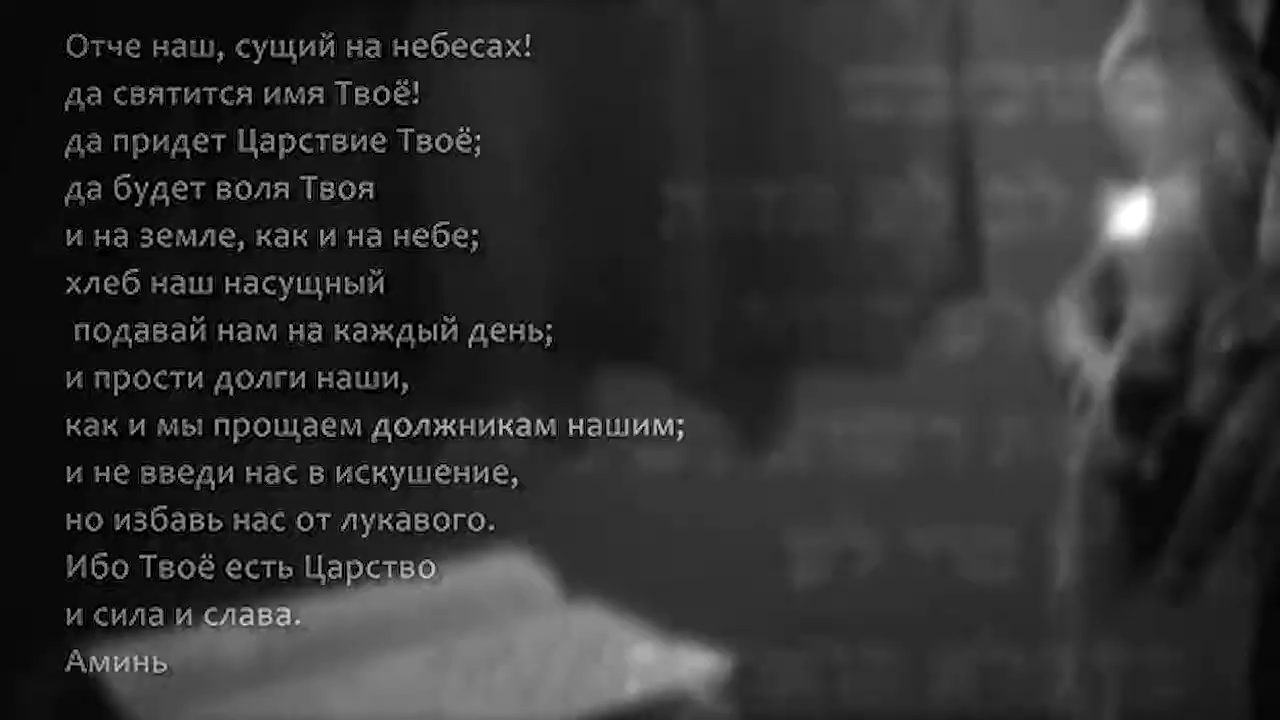 Отче наш, сущий на небесах!
да святится имя Твоё!
да придет Царствие Твоё;
да будет воля Твоя
и на земле, как и на небе;
хлеб наш насущный
подавай нам на каждый день;
и прости долги наши,
как и мы прощаем должникам нашим;
и не введи нас в искушение,
но избавь нас от лукавого.
Ибо Твоё есть Царство
и сила и слава.
Аминь